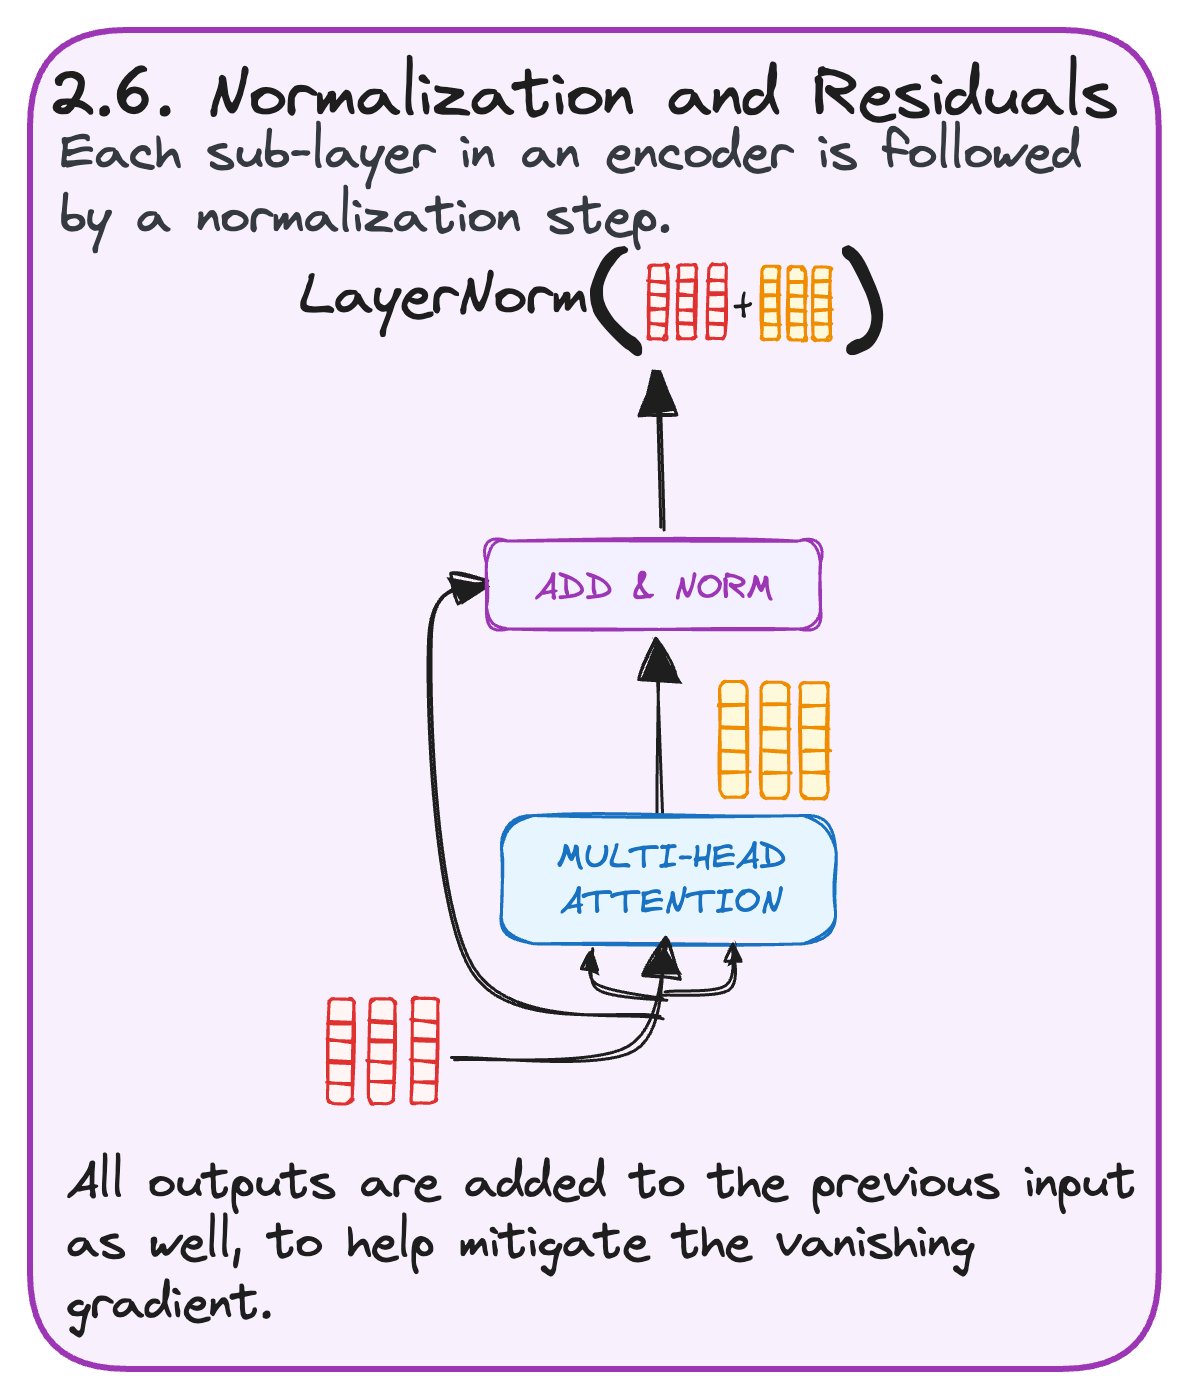 2.6. Normalization and Residuals
Each sub-layer in an encoder is followed
by a normalization step.
LayerNorm( + )
ADD & NORM
MULTI-HEAD
ATTENTION
All outputs are added to the previous input
as well, to help mitigate the vanishing
gradient.